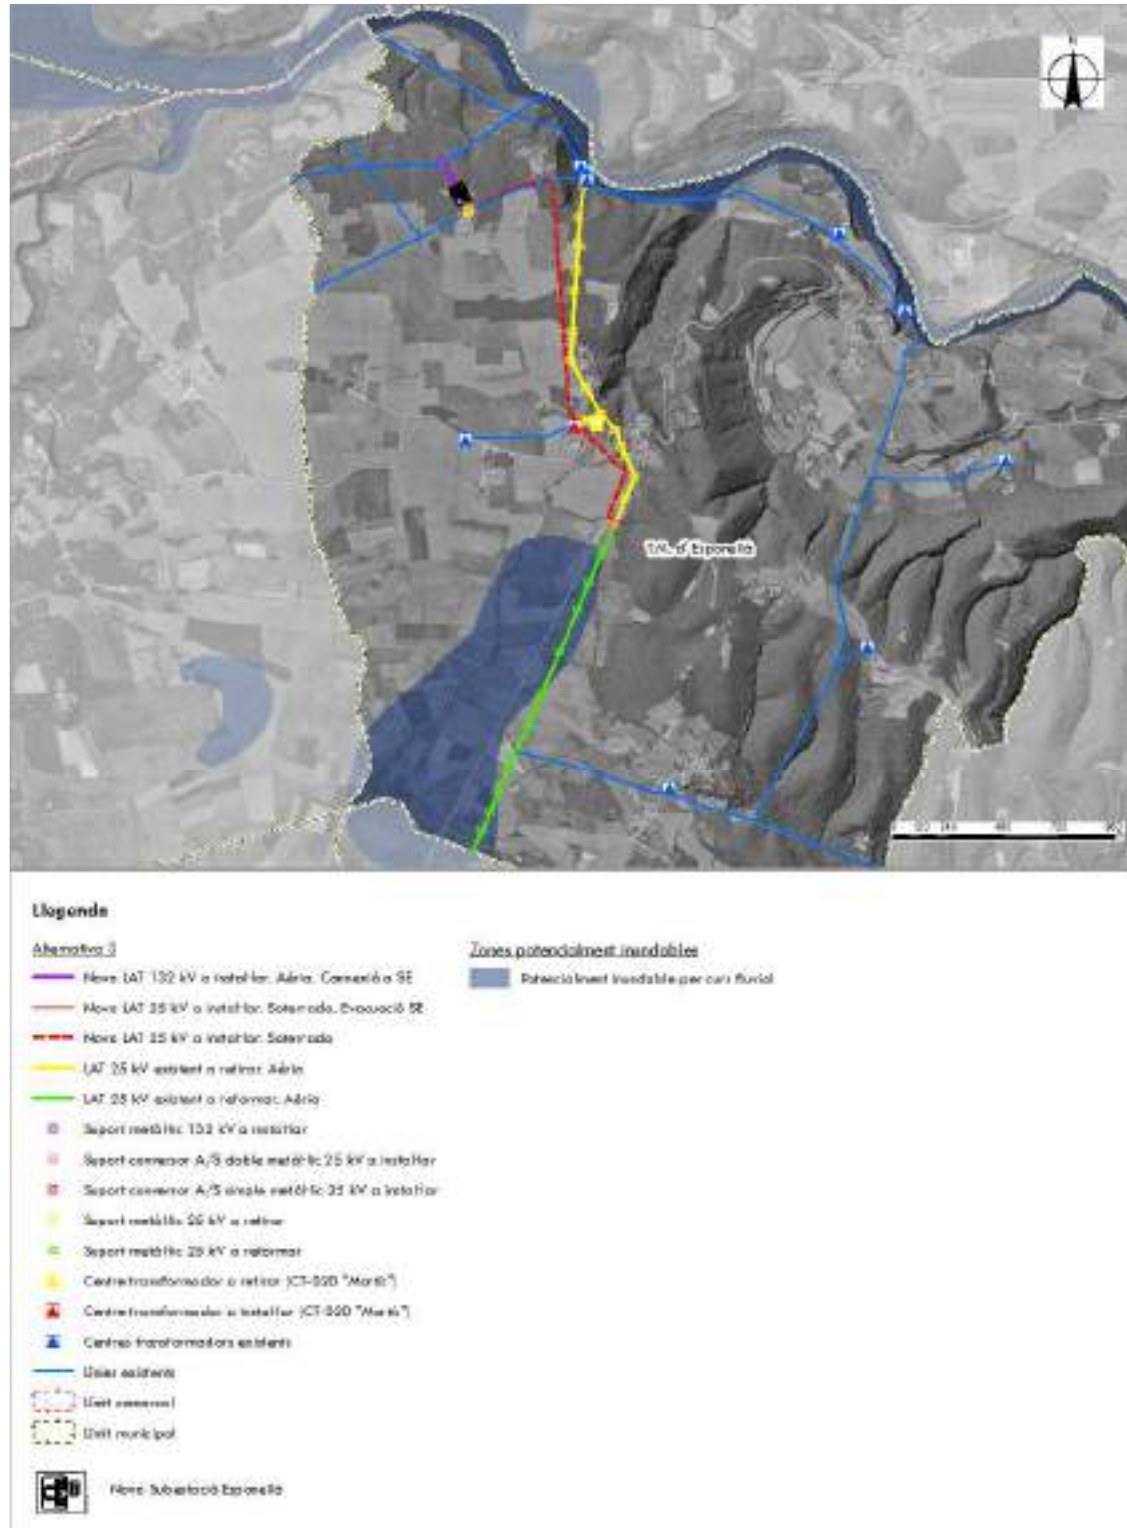 N
T.M. d'Esponellà
Llegenda
Alternativa 3
Zones potencialment inundables
Nova LAT 132 kV a instal·lar. Aèria. Connexió a SE
Potencialment inundable per curs fluvial
Nova LAT 25 kV a instal·lar. Soterrada. Evacuació SE
Nova LAT 25 kV a instal·lar. Soterrada
LAT 25 kV existent a retirar. Aèria
LAT 25 kV existent a reformar. Aèria
Suport metàl·lic 132 kV a instal·lar
Suport conversor A/S doble metàl·lic 25 kV a instal·lar
Suport conversor A/S simple metàl·lic 25 kV a instal·lar
Suport metàl·lic 25 kV a retirar
Suport metàl·lic 25 kV a reformar
Centre transformador a retirar (CT-020 "Martís")
Centre transformador a instal·lar (CT-020 "Martís")
Centres transformadors existents
Línies existents
Límit comarcal
Límit municipal
Nova Subestació Esponellà